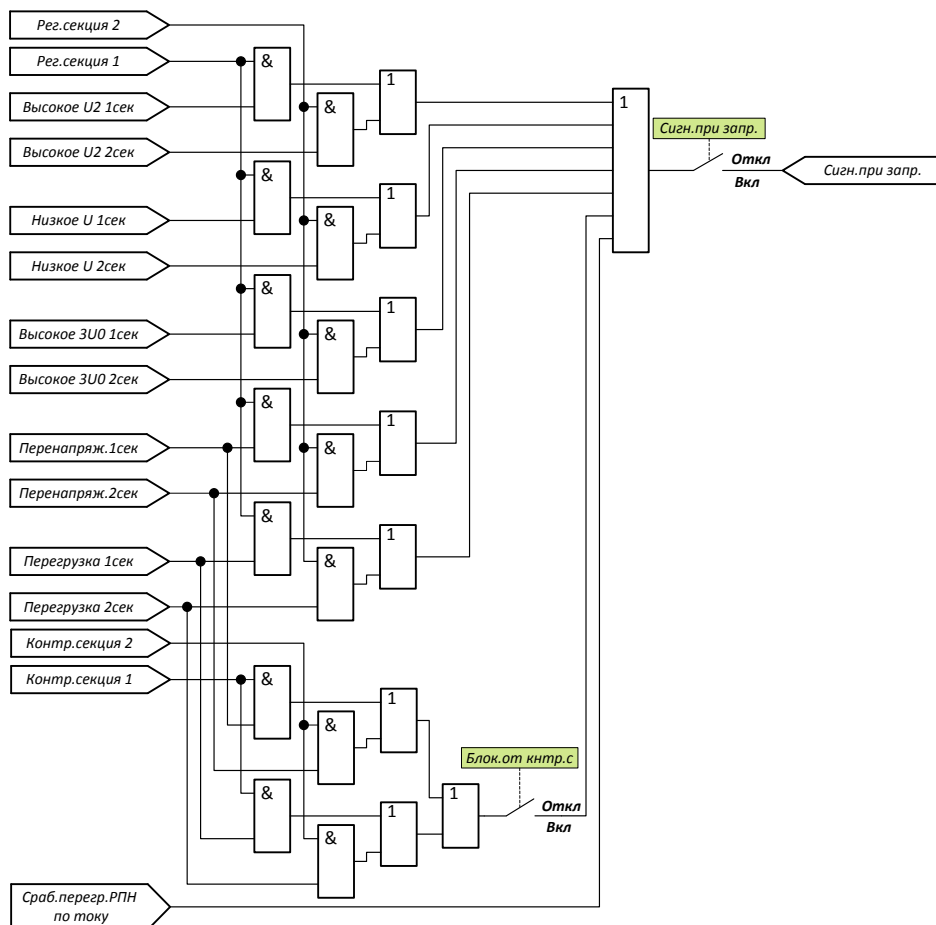 Рег.секция 2
Рег.секция 1
&
1
Высокое U2 1сек
&
1
Высокое U2 2сек
Сигн.при запр.
Откл
Вкл
Сигн.при запр.
&
1
Низкое U 1сек
&
Низкое U 2сек
&
1
Высокое 3U0 1сек
&
Высокое 3U0 2сек
&
1
Перенапряж.1сек
&
Перенапряж.2сек
&
1
Перегрузка 1сек
&
Перегрузка 2сек
Контр.секция 2
Контр.секция 1
&
1
&
Блок.от кнтр.с
&
1
1
Откл
Вкл
&
Сраб.перегр.РПН
по току